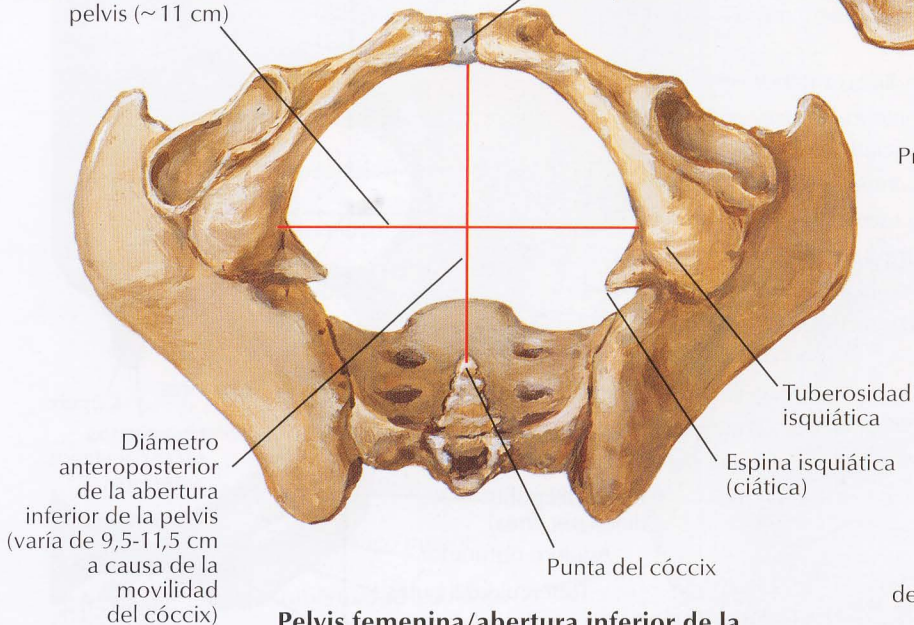 pelvis (~11 cm)
Pr
Tuberosidad
isquiática
Diámetro
anteroposterior
de la abertura
inferior de la pelvis
(varía de 9,5-11,5 cm
a causa de la
movilidad
del cóccix)
Espina isquiática
(ciática)
Punta del cóccix
de
Pelvis femenina/abertura inferior de la